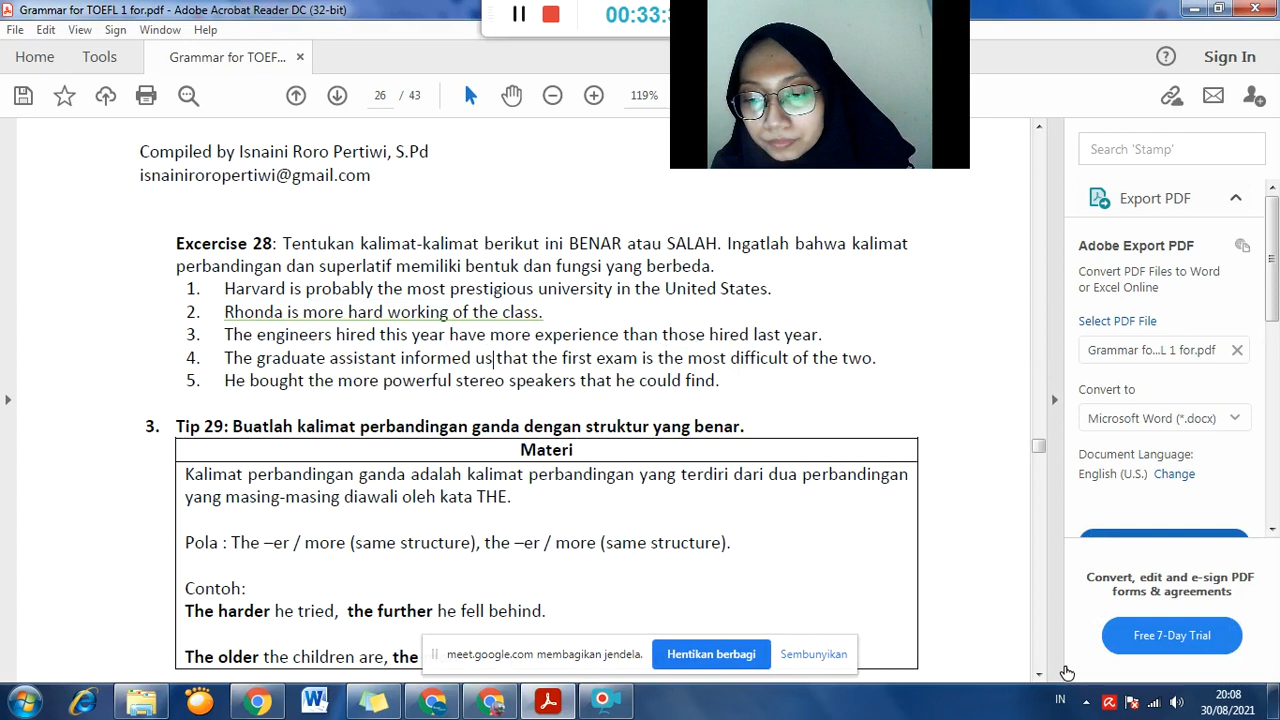 Grammar for TOEFL 1 for.pdf - Adobe Acrobat Reader DC (32-bit)
00:33:3
File Edit View Sign Window Help
Home Tools Grammar for TOEF... × Sign In
26 / 43 119%
Compiled by Isnaini Roro Pertiwi, S.Pd
isnainiroropertiwi@gmail.com
Excercise 28: Tentukan kalimat-kalimat berikut ini BENAR atau SALAH. Ingatlah bahwa kalimat
perbandingan dan superlatif memiliki bentuk dan fungsi yang berbeda.
1. Harvard is probably the most prestigious university in the United States.
2. Rhonda is more hard working of the class.
3. The engineers hired this year have more experience than those hired last year.
4. The graduate assistant informed us that the first exam is the most difficult of the two.
5. He bought the more powerful stereo speakers that he could find.
3. Tip 29: Buatlah kalimat perbandingan ganda dengan struktur yang benar.
Materi
Kalimat perbandingan ganda adalah kalimat perbandingan yang terdiri dari dua perbandingan
yang masing-masing diawali oleh kata THE.
Pola : The –er / more (same structure), the –er / more (same structure).
Contoh:
The harder he tried, the further he fell behind.
The older the children are, the
meet.google.com membagikan jendela. Hentikan berbagi Sembunyikan
Search 'Stamp'
Export PDF
Adobe Export PDF
Convert PDF Files to Word
or Excel Online
Select PDF File
Grammar fo...L 1 for.pdf ×
Convert to
Microsoft Word (*.docx)
Document Language:
English (U.S.) Change
Convert, edit and e-sign PDF
forms & agreements
Free 7-Day Trial
IN
20:08
30/08/2021